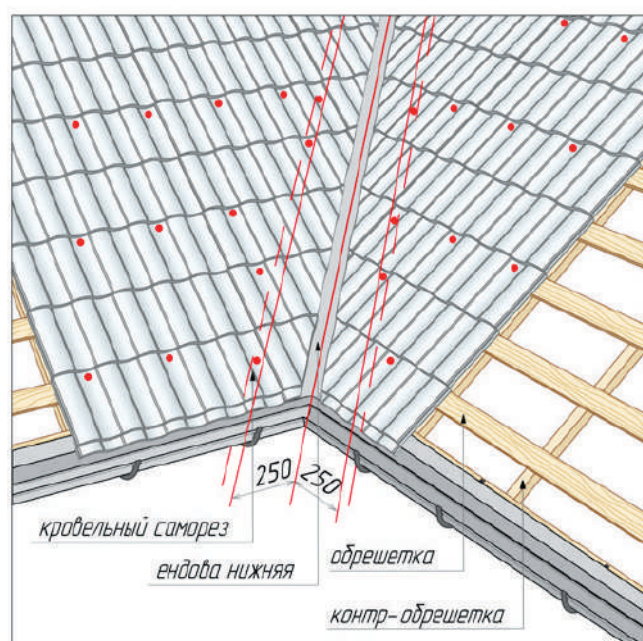 250 250
кровельный саморез
ендова нижняя
обрешетка
контр-обрешетка